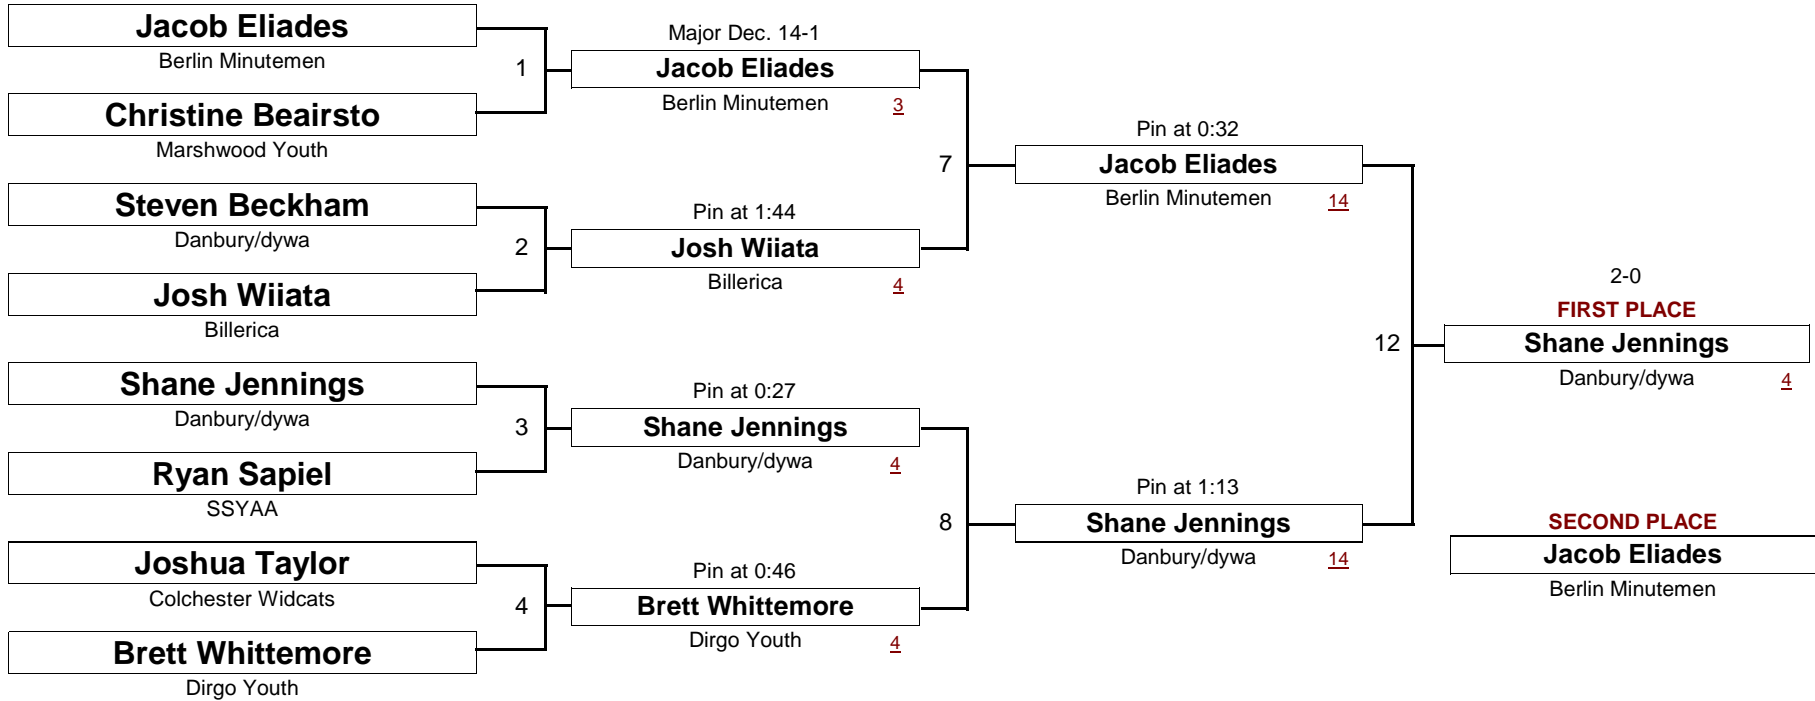 Jacob Eliades
Berlin Minutemen
1
Christine Beairsto
Marshwood Youth
Steven Beckham
Danbury/dywa
2
Josh Wiiata
Billerica
Shane Jennings
Danbury/dywa
3
Ryan Sapiel
SSYAA
Joshua Taylor
Colchester Widcats
4
Brett Whittemore
Dirgo Youth
Major Dec. 14-1
Jacob Eliades
Berlin Minutemen 3
7
Pin at 1:44
Josh Wiiata
Billerica 4
Pin at 0:27
Shane Jennings
Danbury/dywa 4
8
Pin at 0:46
Brett Whittemore
Dirgo Youth 4
Pin at 0:32
Jacob Eliades
Berlin Minutemen 14
12
Pin at 1:13
Shane Jennings
Danbury/dywa 14
2-0
FIRST PLACE
Shane Jennings
Danbury/dywa 4
SECOND PLACE
Jacob Eliades
Berlin Minutemen